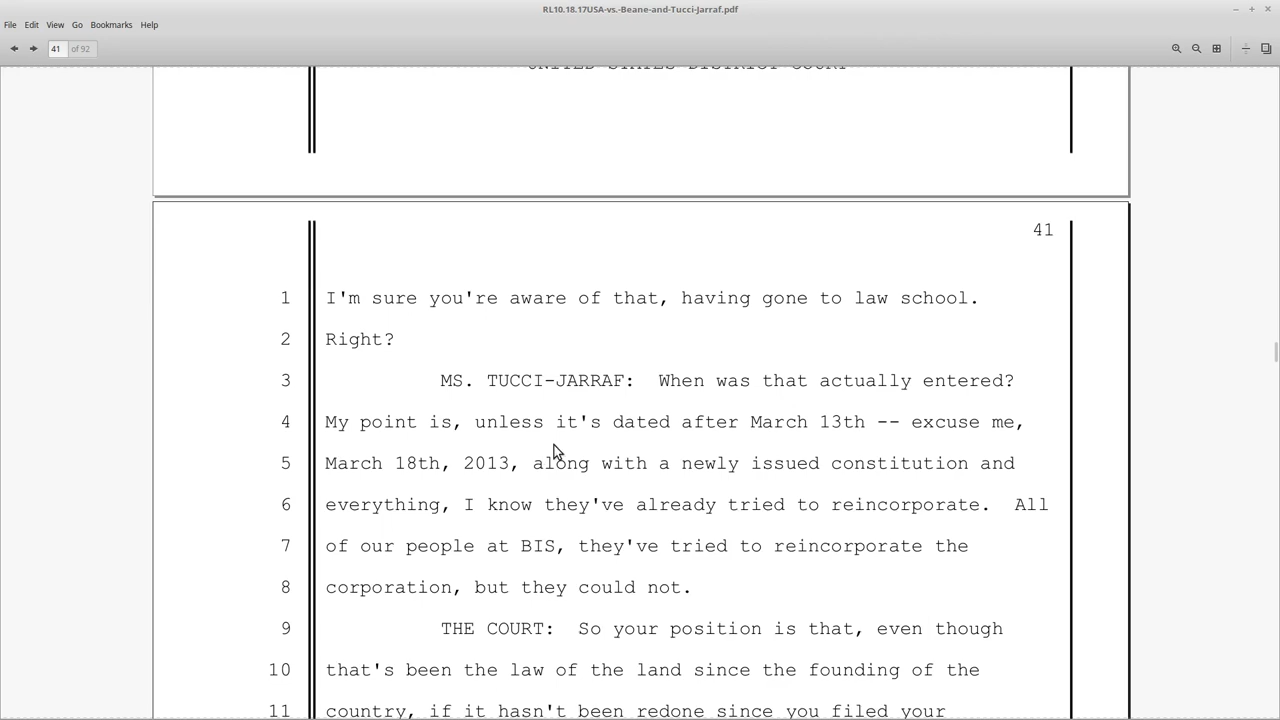 RL10.18.17USA-vs.-Beane-and-Tucci-Jarraf.pdf
File Edit View Go Bookmarks Help
41 of 92
UNITED STATES DISTRICT COURT
41
1 I'm sure you're aware of that, having gone to law school.
2 Right?
3 MS. TUCCI-JARRAF: When was that actually entered?
4 My point is, unless it's dated after March 13th -- excuse me,
5 March 18th, 2013, along with a newly issued constitution and
6 everything, I know they've already tried to reincorporate. All
7 of our people at BIS, they've tried to reincorporate the
8 corporation, but they could not.
9 THE COURT: So your position is that, even though
10 that's been the law of the land since the founding of the
11 country, if it hasn't been redone since you filed your